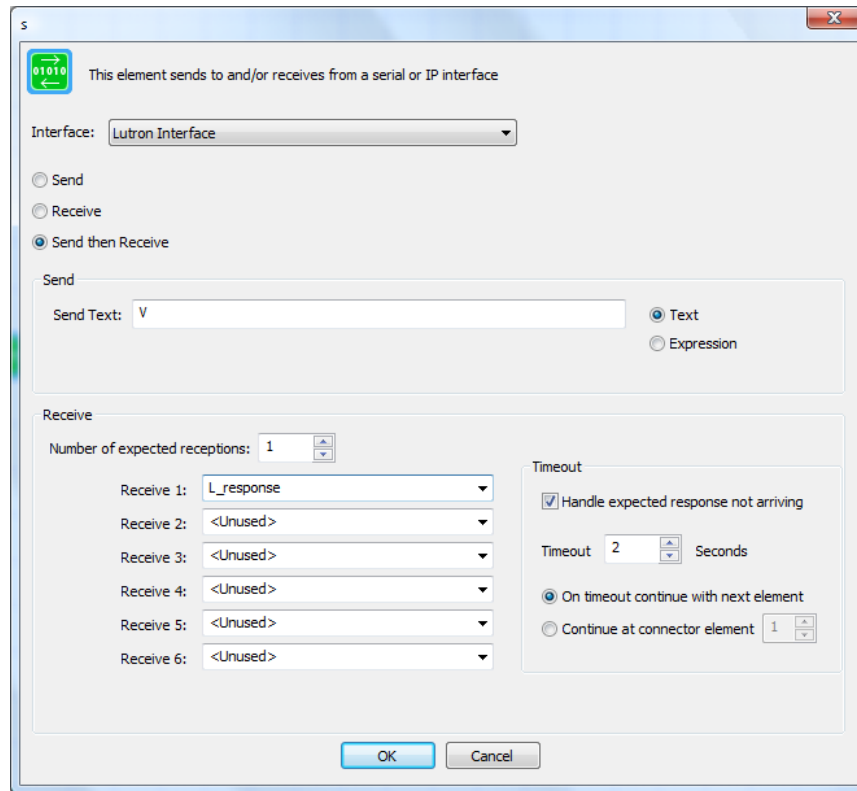 s
x
01010
This element sends to and/or receives from a serial or IP interface
Interface: Lutron Interface
Send
Receive
Send then Receive
Send
Send Text: V
Text
Expression
Receive
Number of expected receptions: 1
Receive 1: L_response
Receive 2: <Unused>
Receive 3: <Unused>
Receive 4: <Unused>
Receive 5: <Unused>
Receive 6: <Unused>
Timeout
Handle expected response not arriving
Timeout 2 Seconds
On timeout continue with next element
Continue at connector element 1
OK Cancel